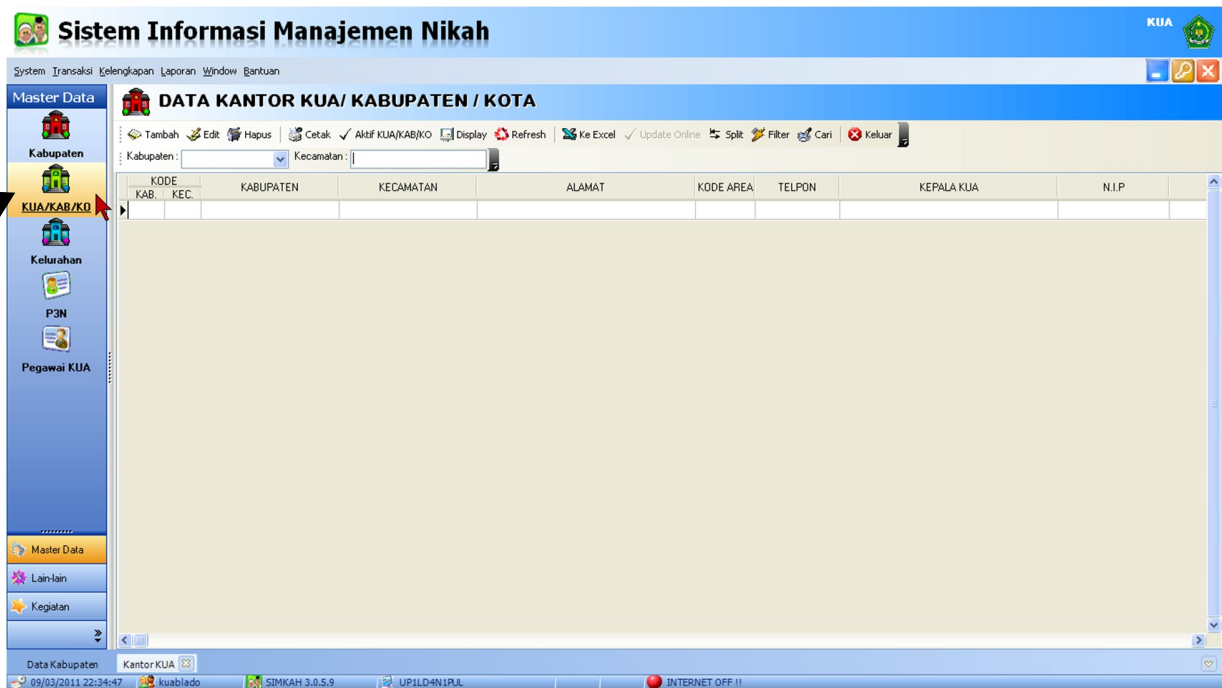 Sistem Informasi Manajemen Nikah
KUA
System Transaksi Kelengkapan Laporan Window Bantuan
Master Data
DATA KANTOR KUA/ KABUPATEN / KOTA
Tambah Edit Hapus Cetak Aktif KUA/KAB/KO Display Refresh Ke Excel Update Online Split Filter Cari Keluar
Kabupaten : Kecamatan :
KODE KABUPATEN KECAMATAN ALAMAT KODE AREA TELPON KEPALA KUA N.I.P
KAB. KEC.
Kabupaten
KUA/KAB/KO
Kelurahan
P3N
Pegawai KUA
Master Data
Lain-lain
Kegiatan
Data Kabupaten Kantor KUA
09/03/2011 22:34:47 kuablado SIMKAH 3.0.5.9 UP1LD4N1PUL INTERNET OFF !!